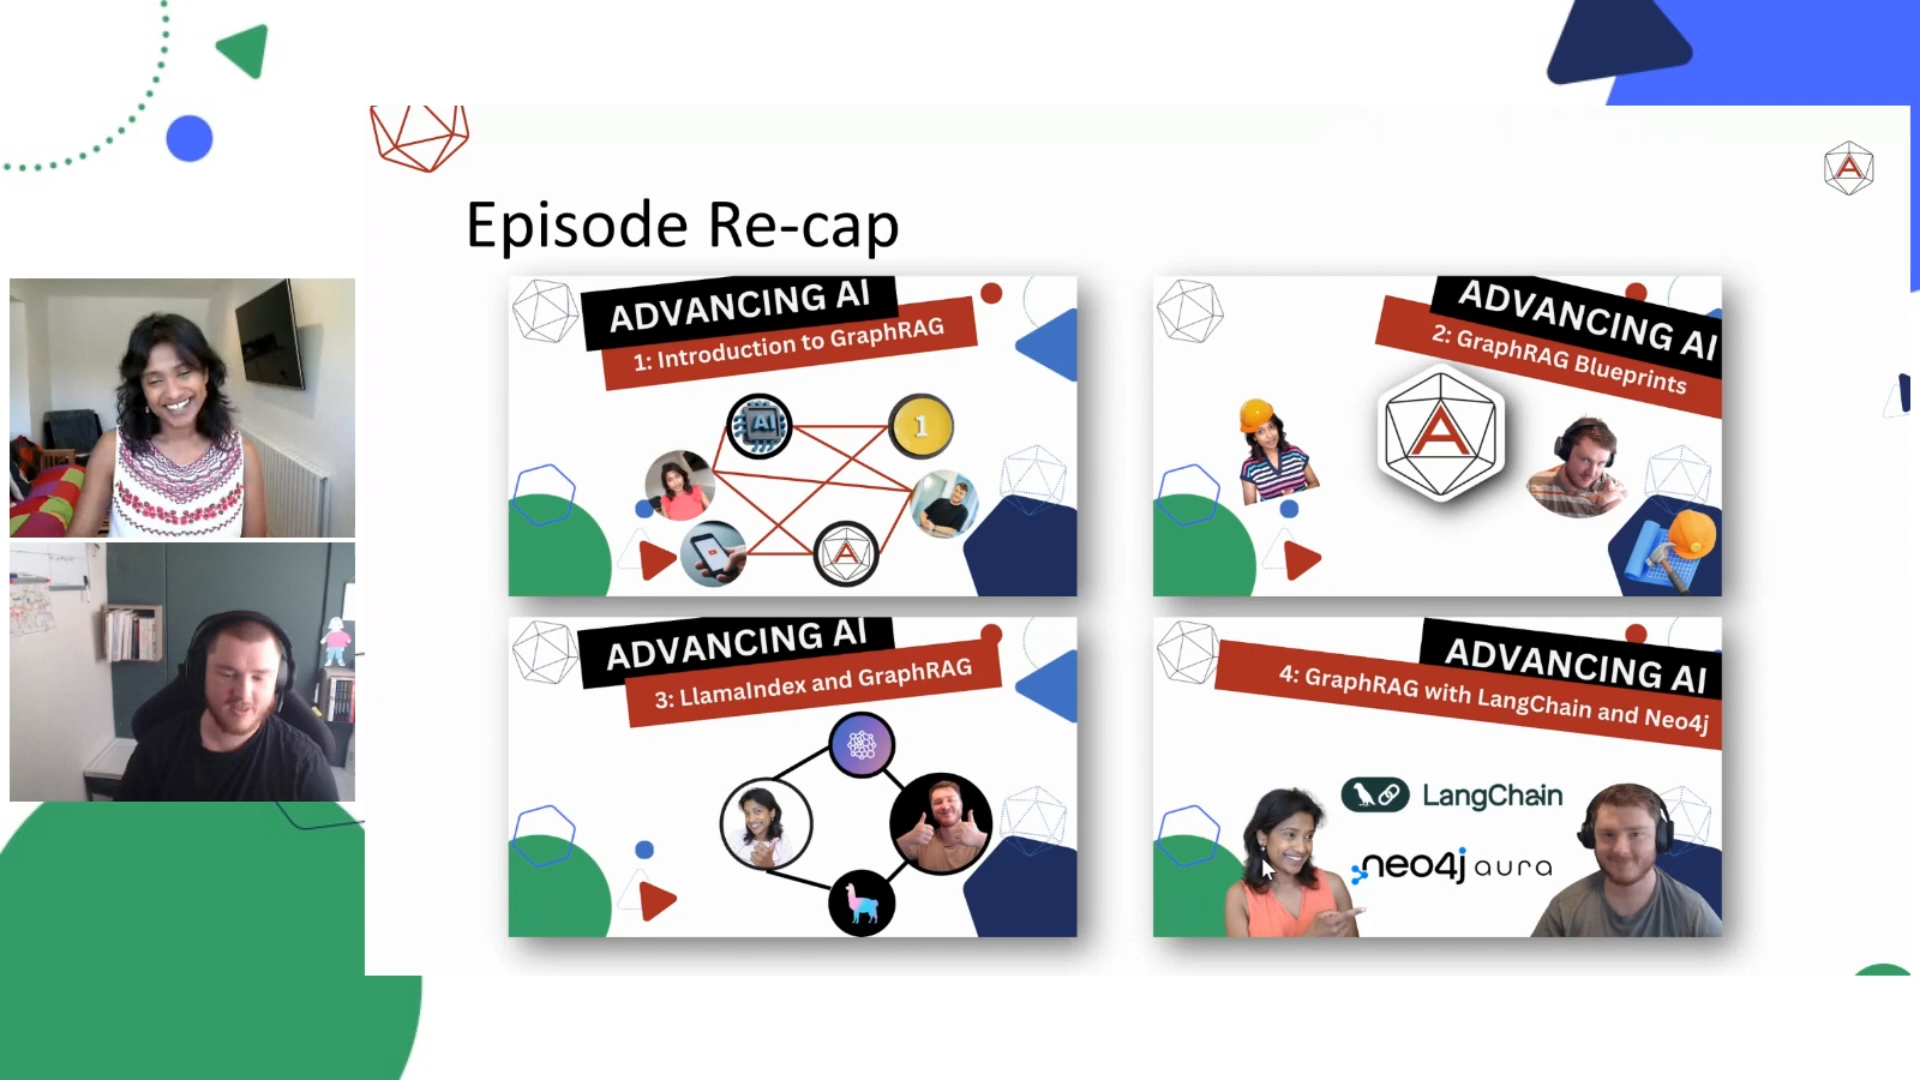 Episode Re-cap
ADVANCING AI
1: Introduction to GraphRAG
AI
1
A
ADVANCING AI
2: GraphRAG Blueprints
A
ADVANCING AI
3: LlamaIndex and GraphRAG
ADVANCING AI
4: GraphRAG with LangChain and Neo4j
LangChain
neo4j aura
A